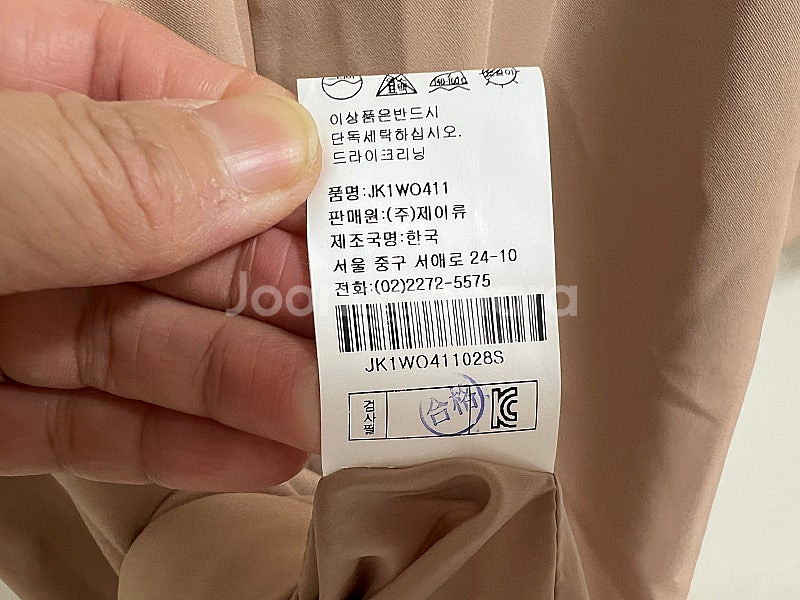 이상품은반드시
단독세탁하십시오.
드라이크리닝
품명:JK1WO411
판매원:(주)제이류
제조국명:한국
서울 중구 서애로 24-10
전화:(02)2272-5575
JK1WO411028S
검사필
合格
KC